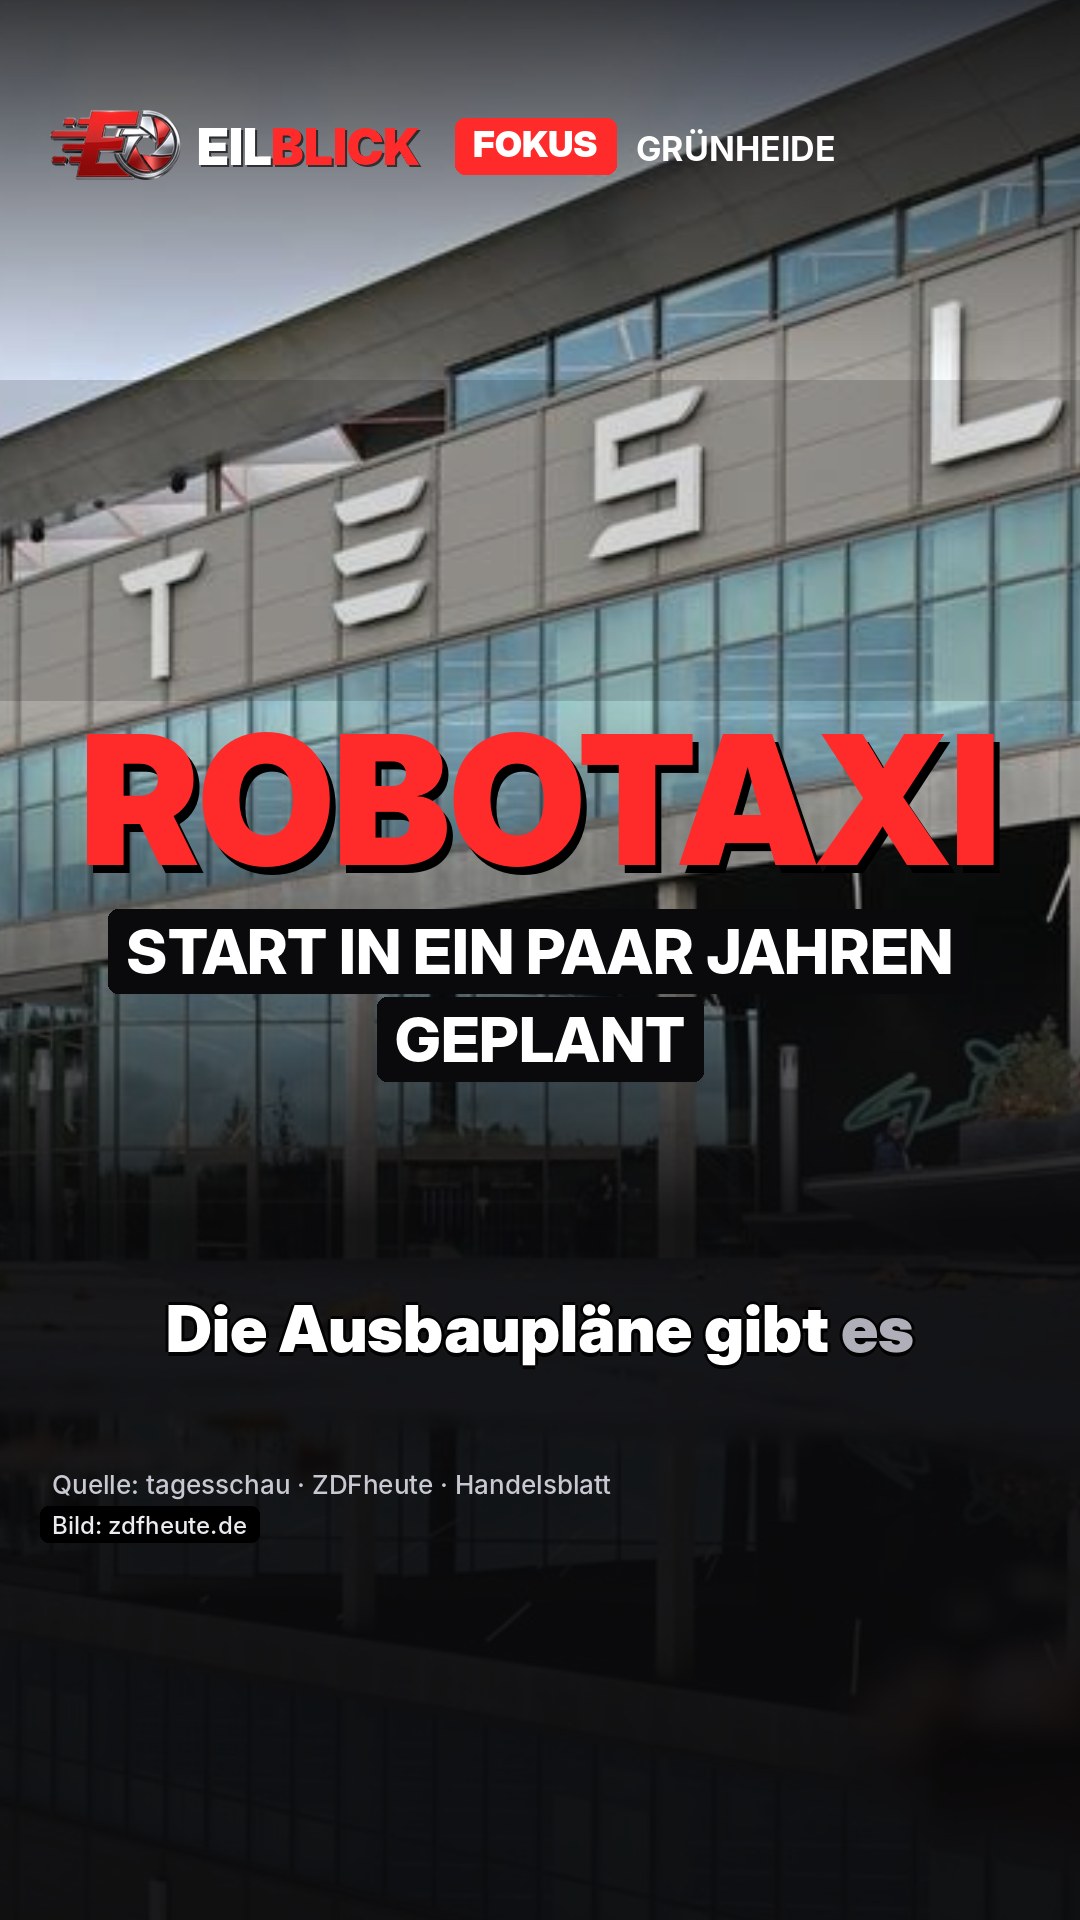 EILBLICK FOKUS GRÜNHEIDE
TESL
ROBOTAXI
START IN EIN PAAR JAHREN
GEPLANT
Die Ausbaupläne gibt es
Quelle: tagesschau · ZDFheute · Handelsblatt
Bild: zdfheute.de